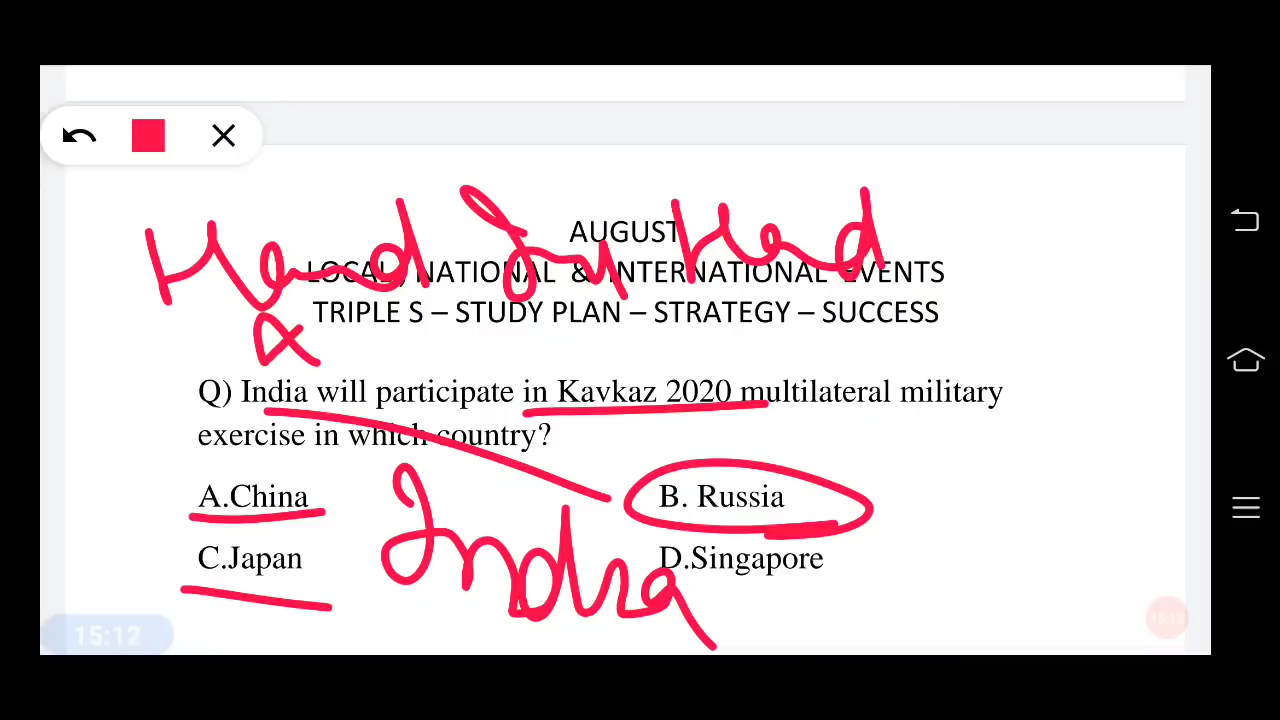 AUGUST
LOCAL, NATIONAL & INTERNATIONAL EVENTS
TRIPLE S – STUDY PLAN – STRATEGY – SUCCESS
Q) India will participate in Kavkaz 2020 multilateral military
exercise in which country?
A.China B. Russia
C.Japan D.Singapore
Indra
15:12